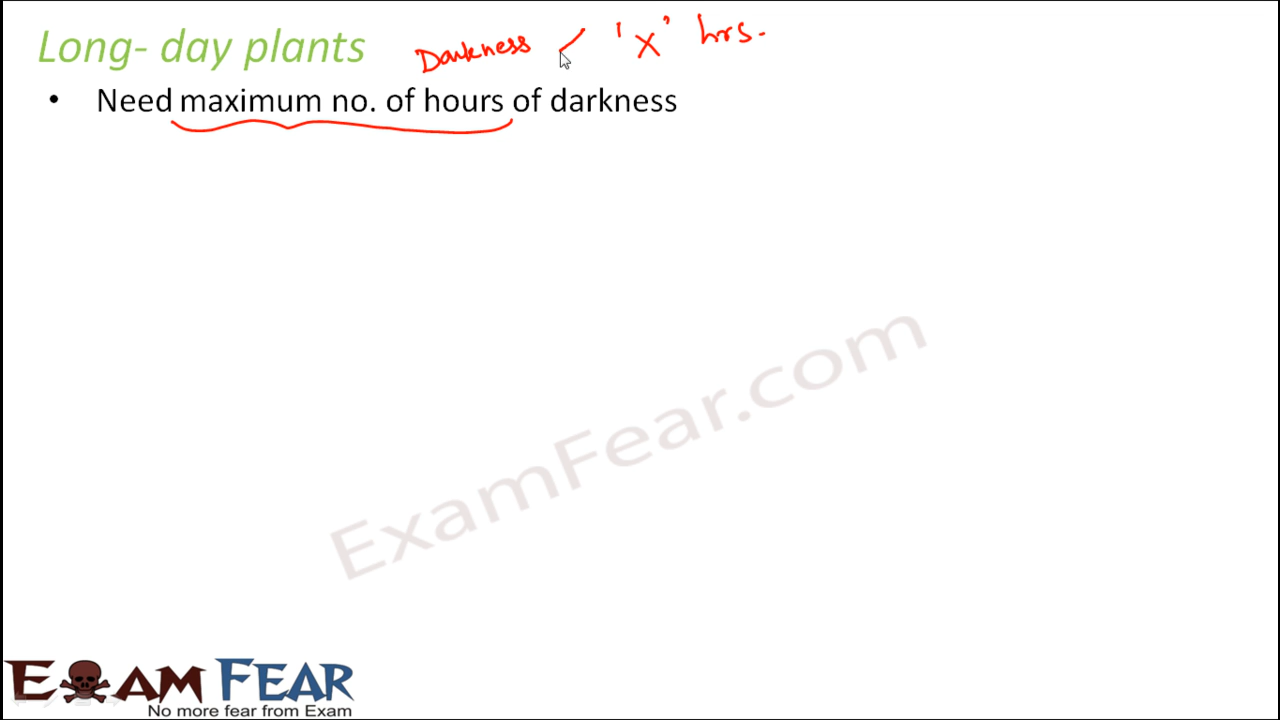 Long- day plants Darkness < 'X' hrs.
• Need maximum no. of hours of darkness
ExamFear.com
EXAM FEAR
No more fear from Exam